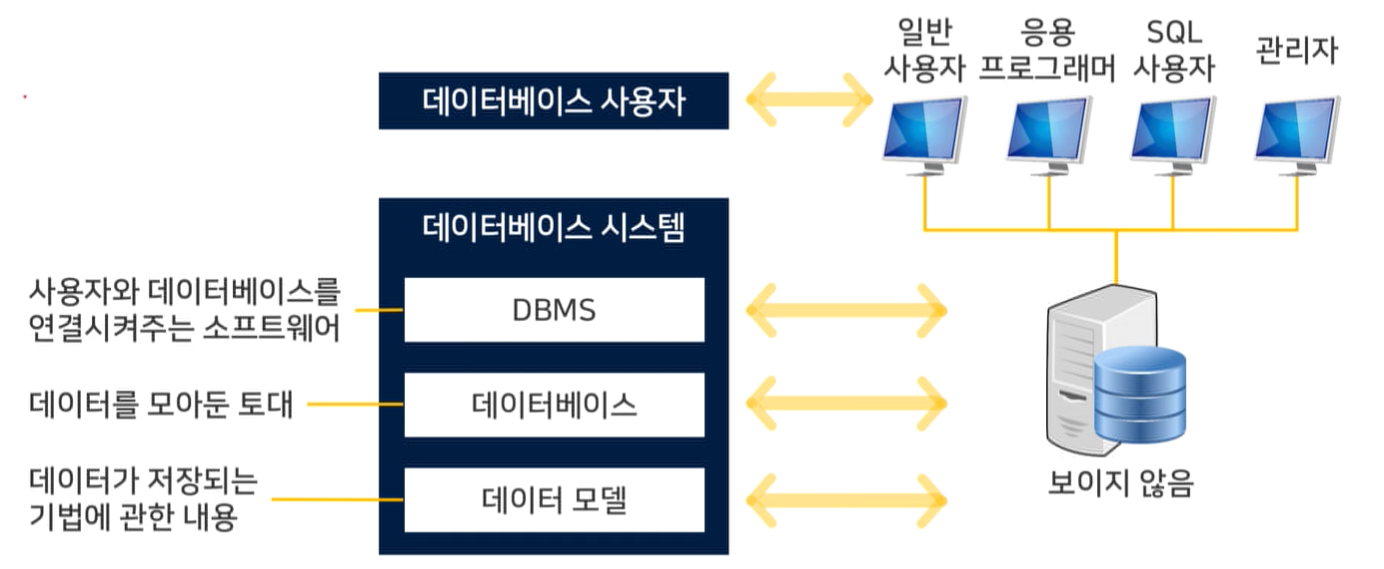 일반
사용자
응용
프로그래머
SQL
사용자
관리자
데이터베이스 사용자
데이터베이스 시스템
사용자와 데이터베이스를
연결시켜주는 소프트웨어
DBMS
데이터를 모아둔 토대
데이터베이스
데이터가 저장되는
기법에 관한 내용
데이터 모델
보이지 않음